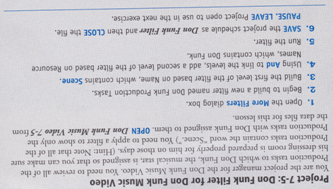 Project 7-5: Don Funk Filter for Don Funk Music Video
You are the project manager for the Don Funk Music Video. You need to review all of the
Production tasks to which Don Funk, the musical star, is assigned so that you can make sure
his dressing room is prepared properly for him on those days. (Hint: Note that all of the
Production tasks contain the word "Scene.") You need to apply a filter to show only the
Production tasks with Don Funk assigned to them. OPEN Don Funk Music Video 7-5 from
the data files for this lesson.
1. Open the More Filters dialog box.
2. Begin to build a new filter named Don Funk Production Tasks.
3. Build the first level of the filter based on Name, which contains Scene.
4. Using And to link the levels, add a second level of the filter based on Resource
Names, which contains Don Funk.
5. Run the filter.
6. SAVE the project schedule as Don Funk Filter and then CLOSE the file.
PAUSE. LEAVE Project open to use in the next exercise.